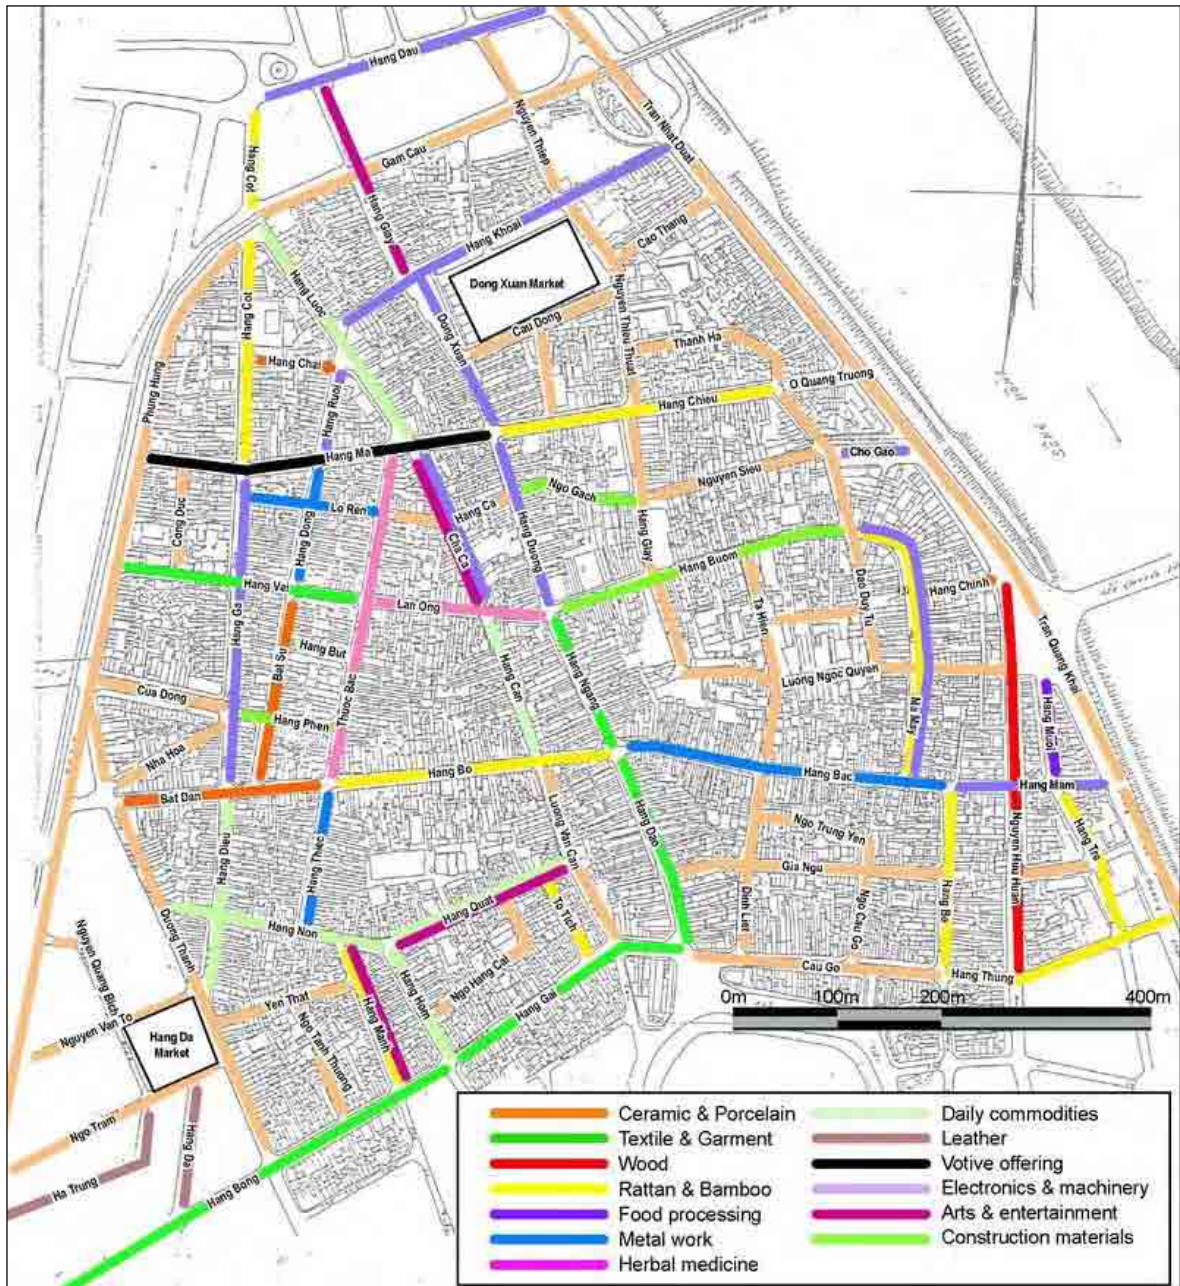 Hang Dau
Tran Nhat Duat
Nguyen Thiep
Hang Cot
Gam Cau
Hang Giay
Hang Khoai
Cao Thang
Hang Luoc
Dong Xuan Market
Hang Cot
Dong Xuan
Cau Dong
Nguyen Thieu Thuat
Thanh Ha
Phung Hung
Hang Chai
Hang Ruoi
O Quang Truong
Hang Chieu
Hang Ma
Cho Gao
Nguyen Sieu
Cong Duc
Ngo Gach
Lo Ren
Hang Ca
Hang Dong
Cha Ca
Hang Duong
Hang Giay
Hang Buom
Hang Vai
Hang Ga
Lan Ong
Dao Duy Tu
Hang Chinh
Ta Hien
Tran Quang Khai
Bat Su
Hang But
Hang Can
Hang Ngang
Luong Ngoc Quyen
Cua Dong
Thuoc Bac
Hang Phen
Nha Hoa
Ma May
Hang Muoi
Hang Bo
Hang Bac
Hang Mam
Bat Dan
Hang Dieu
Hang Thiec
Luong Van Can
Hang Dao
Ngo Trung Yen
Hang Tre
Nguyen Huu Huan
Gia Ngu
Hang Quat
To Tich
Dinh Liet
Ngo Cau Go
Hang Be
Duong Thanh
Hang Non
Nguyen Quang Bich
Hang Hom
Ngo Hang Cai
Cau Go
Hang Thung
Yen That
Hang Manh
Hang Gai
0m
100m
200m
400m
Nguyen Van To
Hang Da
Market
Ngo Tanh Thuong
Ngo Tram
Hang Da
Ha Trung
Hang Bong
Ceramic & Porcelain
Textile & Garment
Wood
Rattan & Bamboo
Food processing
Metal work
Herbal medicine
Daily commodities
Leather
Votive offering
Electronics & machinery
Arts & entertainment
Construction materials